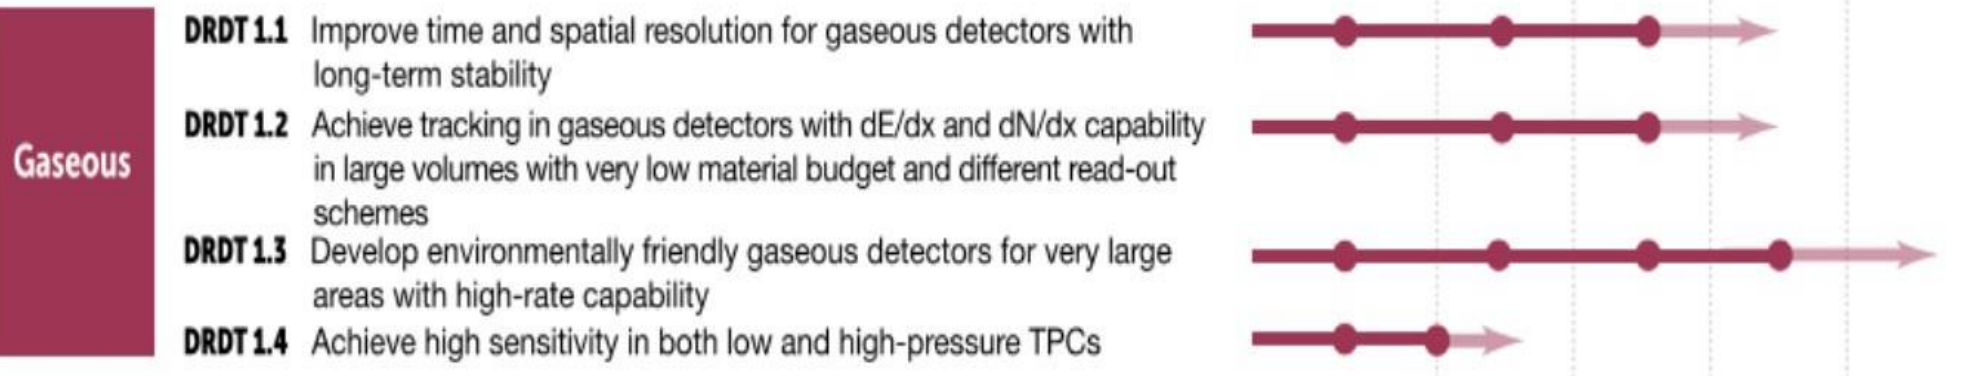 Gaseous
DRDT 1.1 Improve time and spatial resolution for gaseous detectors with
long-term stability
DRDT 1.2 Achieve tracking in gaseous detectors with dE/dx and dN/dx capability
in large volumes with very low material budget and different read-out
schemes
DRDT 1.3 Develop environmentally friendly gaseous detectors for very large
areas with high-rate capability
DRDT 1.4 Achieve high sensitivity in both low and high-pressure TPCs